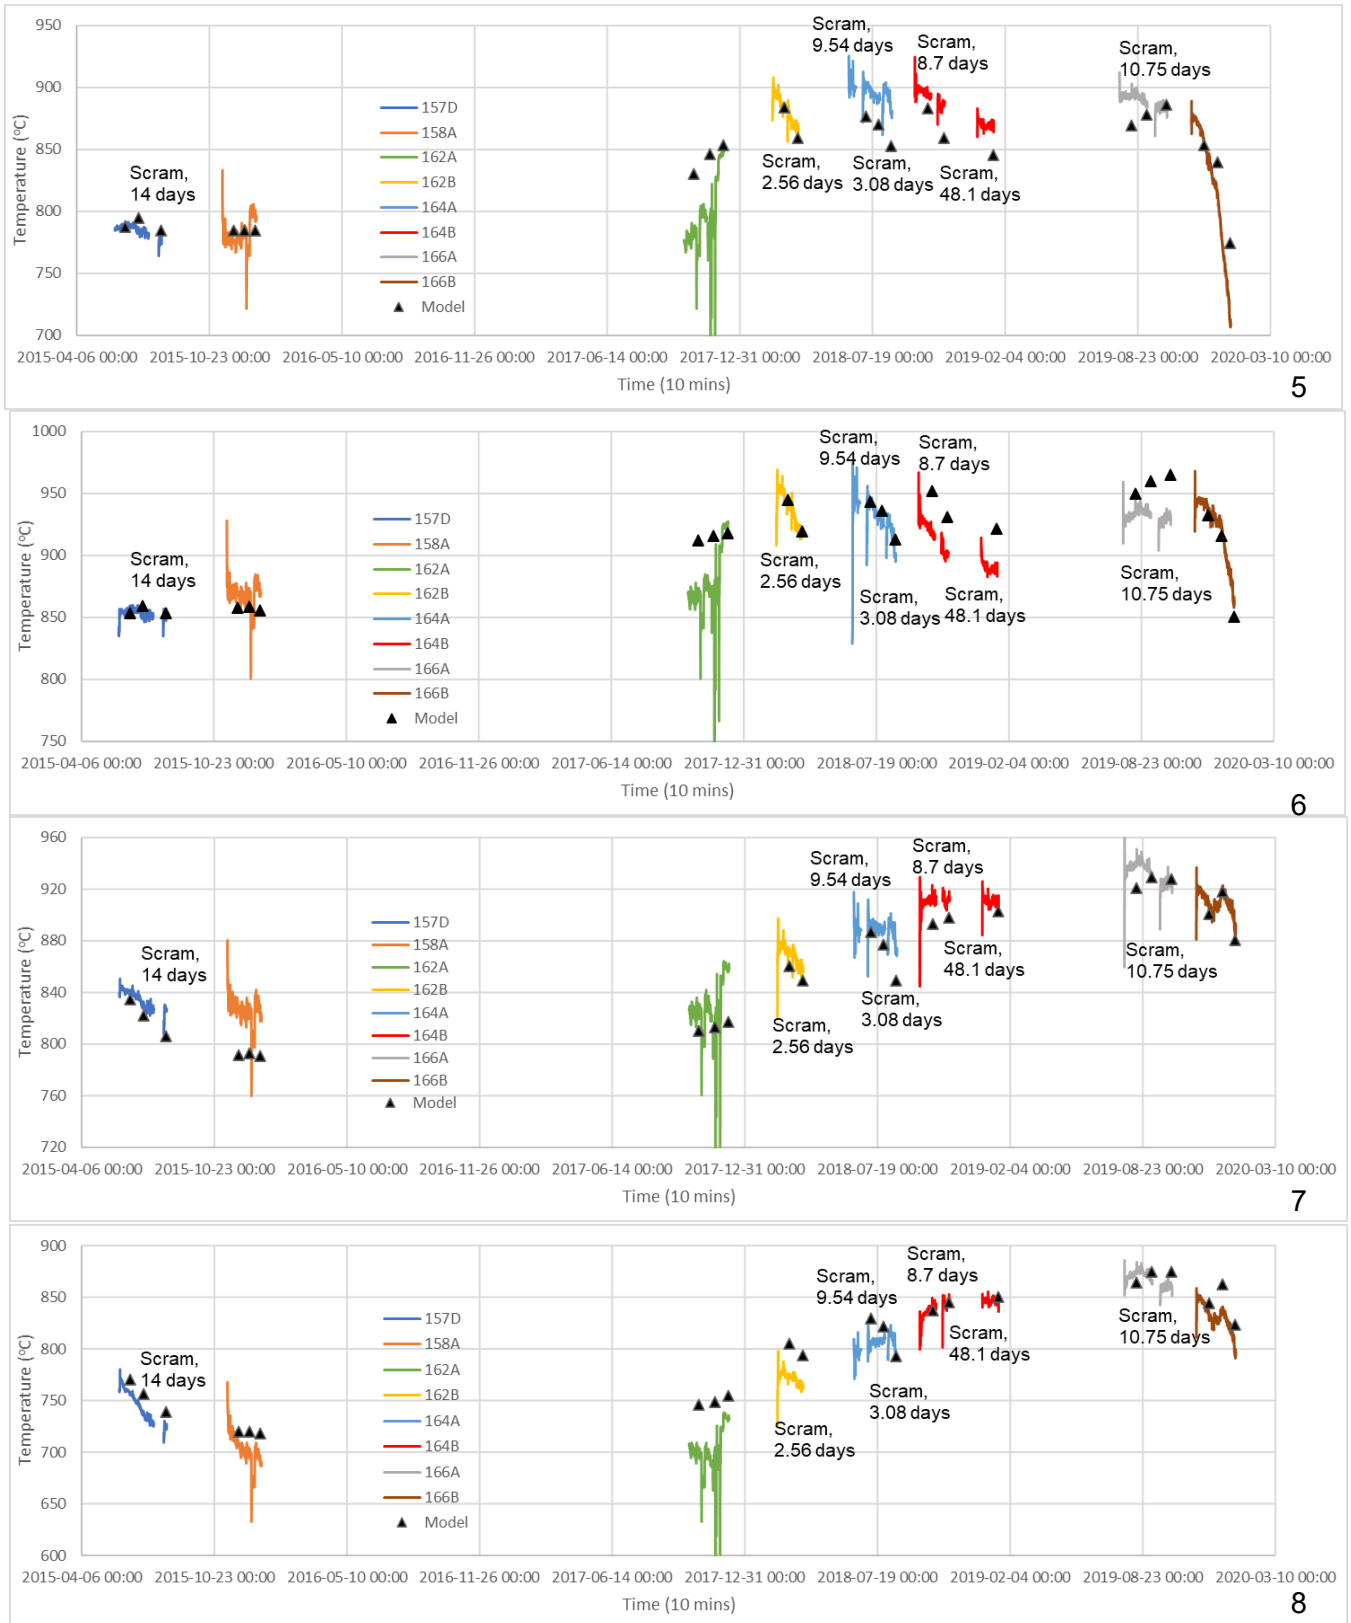 950
900
850
800
750
700
Temperature (°C)
Scram,
14 days
157D
158A
162A
162B
164A
164B
166A
166B
Model
Scram,
2.56 days
Scram,
9.54 days
Scram,
3.08 days
Scram,
8.7 days
Scram,
48.1 days
Scram,
10.75 days
2015-04-06 00:00 2015-10-23 00:00 2016-05-10 00:00 2016-11-26 00:00 2017-06-14 00:00 2017-12-31 00:00 2018-07-19 00:00 2019-02-04 00:00 2019-08-23 00:00 2020-03-10 00:00
Time (10 mins)
5
1000
950
900
850
800
750
Temperature (°C)
Scram,
14 days
157D
158A
162A
162B
164A
164B
166A
166B
Model
Scram,
2.56 days
Scram,
9.54 days
Scram,
3.08 days
Scram,
8.7 days
Scram,
48.1 days
Scram,
10.75 days
2015-04-06 00:00 2015-10-23 00:00 2016-05-10 00:00 2016-11-26 00:00 2017-06-14 00:00 2017-12-31 00:00 2018-07-19 00:00 2019-02-04 00:00 2019-08-23 00:00 2020-03-10 00:00
Time (10 mins)
6
960
920
880
840
800
760
720
Temperature (°C)
Scram,
14 days
157D
158A
162A
162B
164A
164B
166A
166B
Model
Scram,
2.56 days
Scram,
9.54 days
Scram,
3.08 days
Scram,
8.7 days
Scram,
48.1 days
Scram,
10.75 days
2015-04-06 00:00 2015-10-23 00:00 2016-05-10 00:00 2016-11-26 00:00 2017-06-14 00:00 2017-12-31 00:00 2018-07-19 00:00 2019-02-04 00:00 2019-08-23 00:00 2020-03-10 00:00
Time (10 mins)
7
900
850
800
750
700
650
600
Temperature (°C)
Scram,
14 days
157D
158A
162A
162B
164A
164B
166A
166B
Model
Scram,
2.56 days
Scram,
9.54 days
Scram,
3.08 days
Scram,
8.7 days
Scram,
48.1 days
Scram,
10.75 days
2015-04-06 00:00 2015-10-23 00:00 2016-05-10 00:00 2016-11-26 00:00 2017-06-14 00:00 2017-12-31 00:00 2018-07-19 00:00 2019-02-04 00:00 2019-08-23 00:00 2020-03-10 00:00
Time (10 mins)
8